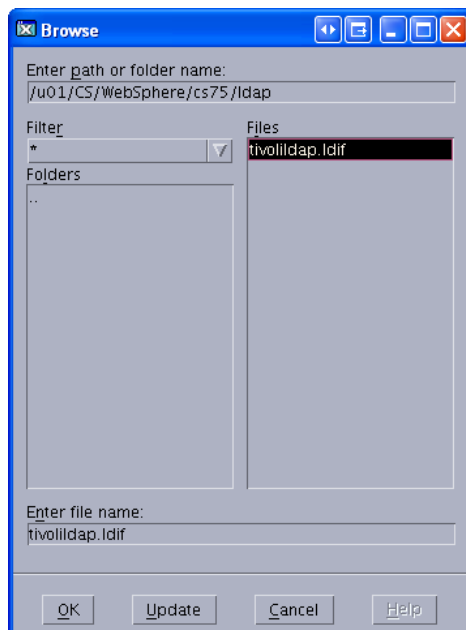 Browse
Enter path or folder name:
/u01/CS/WebSphere/cs75/ldap
Filter
*
Folders
..
Files
tivolildap.ldif
Enter file name:
tivolildap.ldif
OK
Update
Cancel
Help